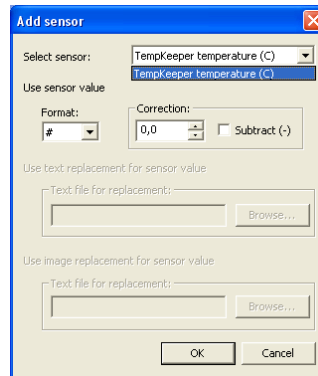 Add sensor
Select sensor:
TempKeeper temperature (C)
TempKeeper temperature (C)
Use sensor value
Format:
Correction:
#
0,0
Subtract (-)
Use text replacement for sensor value
Text file for replacement:
Browse...
Use image replacement for sensor value
Text file for replacement:
Browse...
OK
Cancel